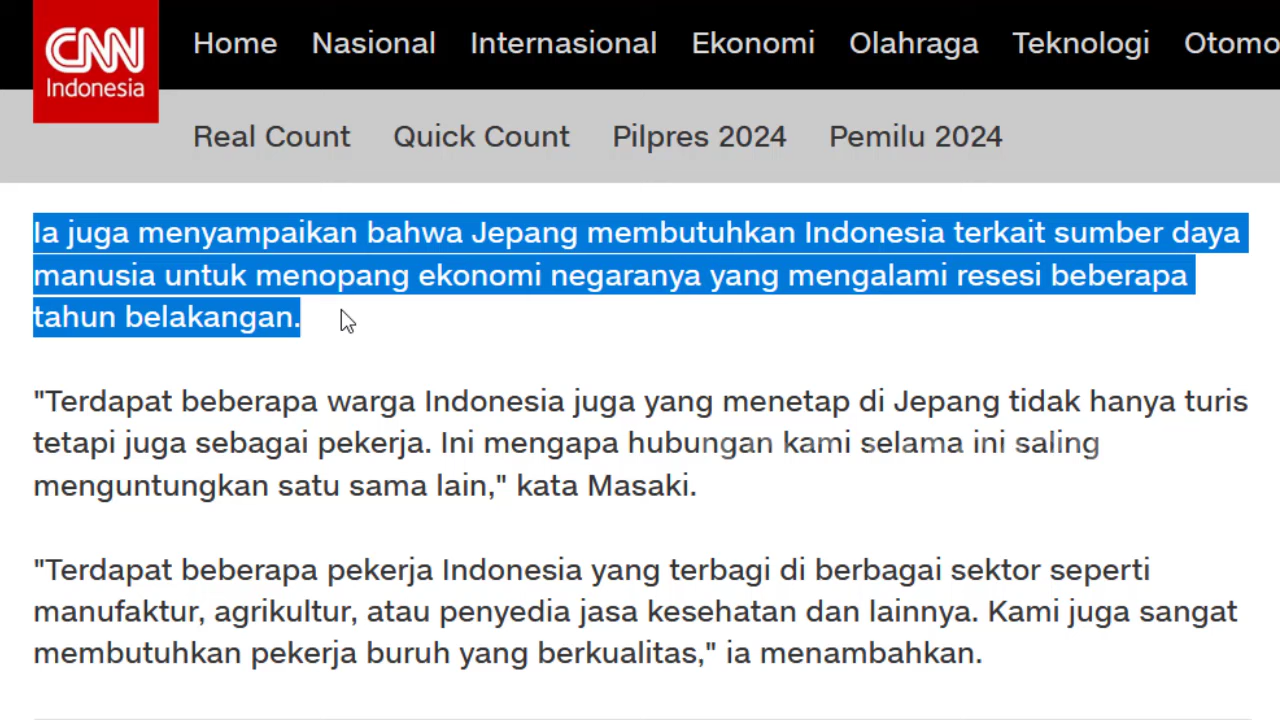 CNN
Indonesia
Home Nasional Internasional Ekonomi Olahraga Teknologi Otomo
Real Count Quick Count Pilpres 2024 Pemilu 2024
Ia juga menyampaikan bahwa Jepang membutuhkan Indonesia terkait sumber daya
manusia untuk menopang ekonomi negaranya yang mengalami resesi beberapa
tahun belakangan.
"Terdapat beberapa warga Indonesia juga yang menetap di Jepang tidak hanya turis
tetapi juga sebagai pekerja. Ini mengapa hubungan kami selama ini saling
menguntungkan satu sama lain," kata Masaki.
"Terdapat beberapa pekerja Indonesia yang terbagi di berbagai sektor seperti
manufaktur, agrikultur, atau penyedia jasa kesehatan dan lainnya. Kami juga sangat
membutuhkan pekerja buruh yang berkualitas," ia menambahkan.